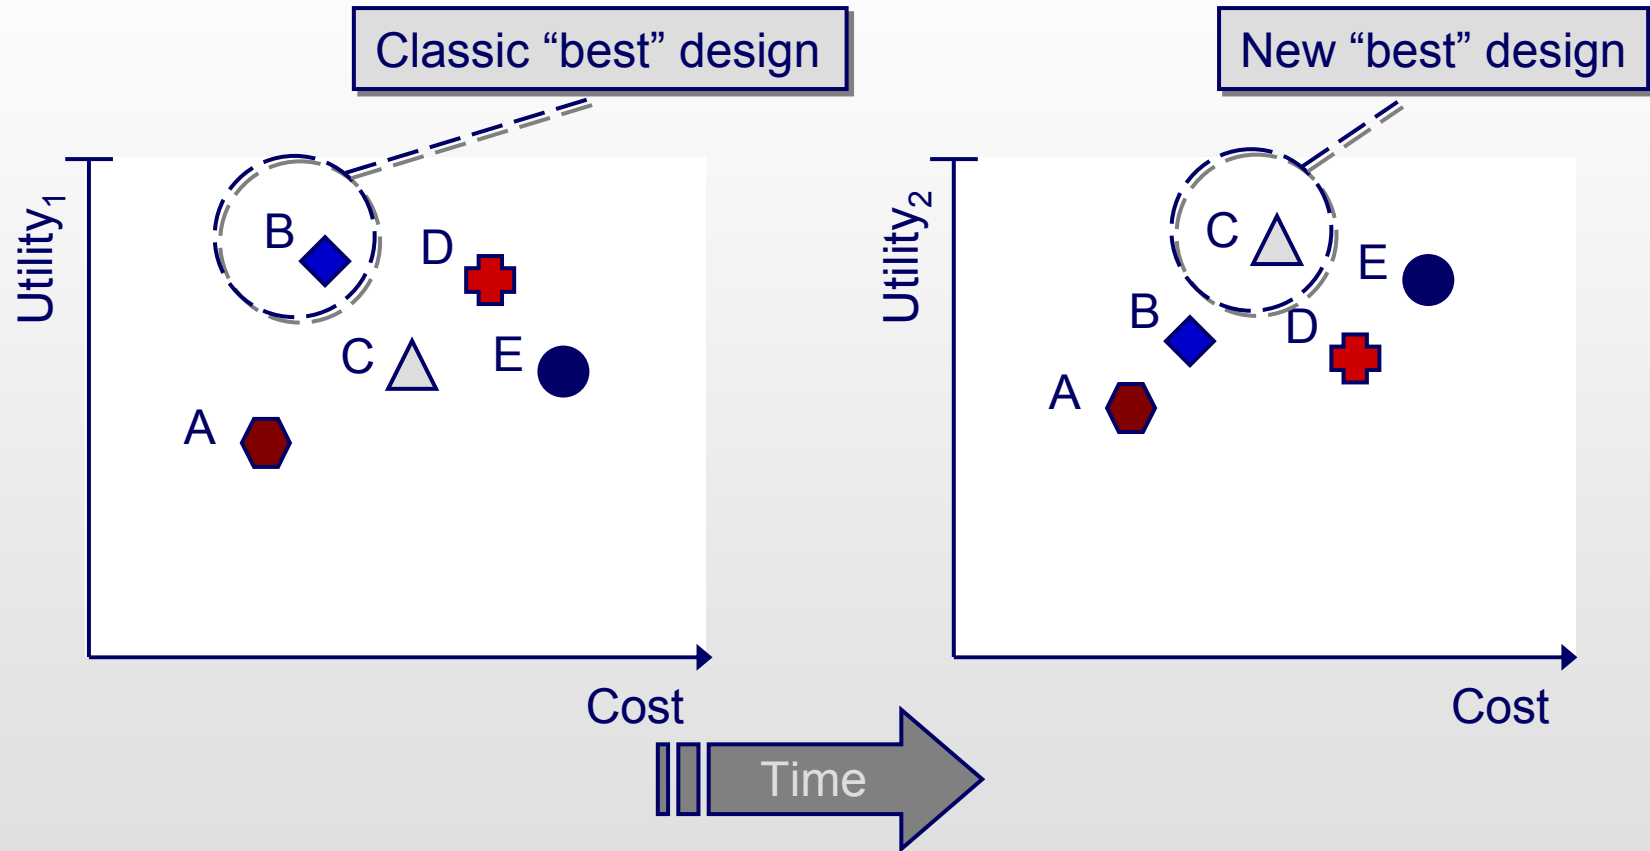 Classic “best” design
New “best” design
Utility₁
B
D
C
E
A
Cost
Utility₂
C
E
B
D
A
Cost
Time